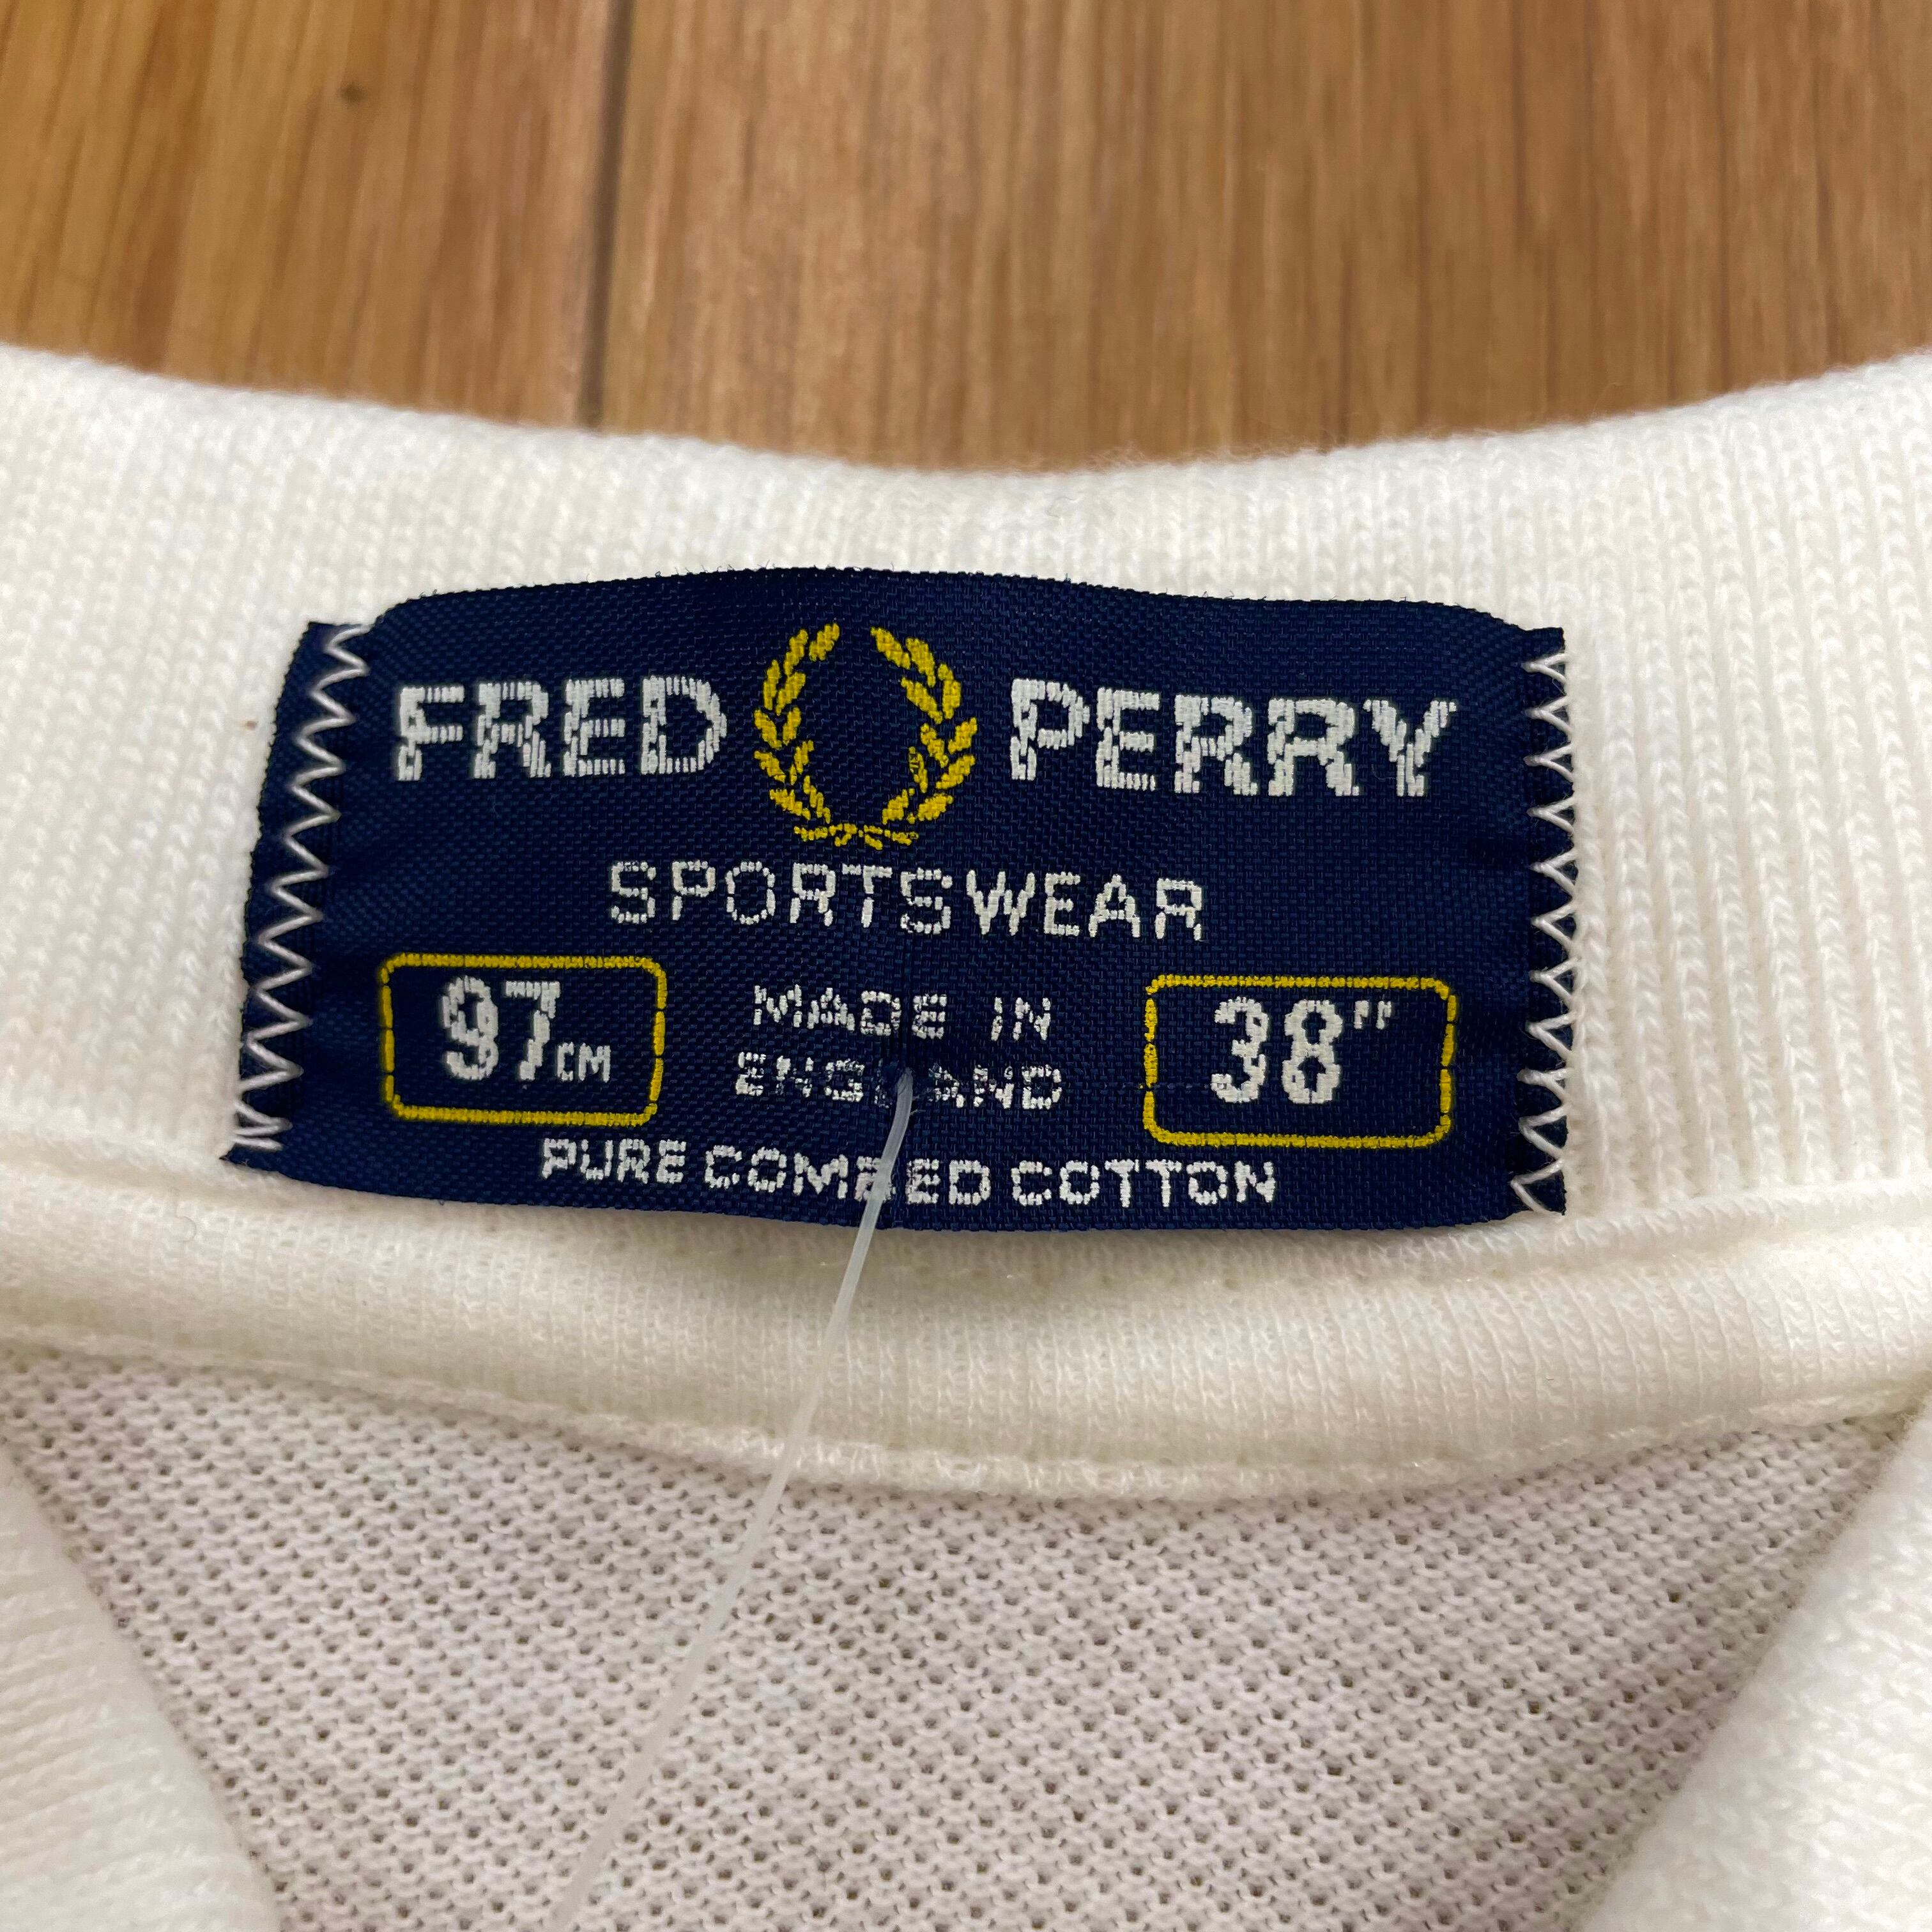 FRED PERRY
SPORTSWEAR
97CM MADE IN ENGLAND 38"
PURE COMBED COTTON